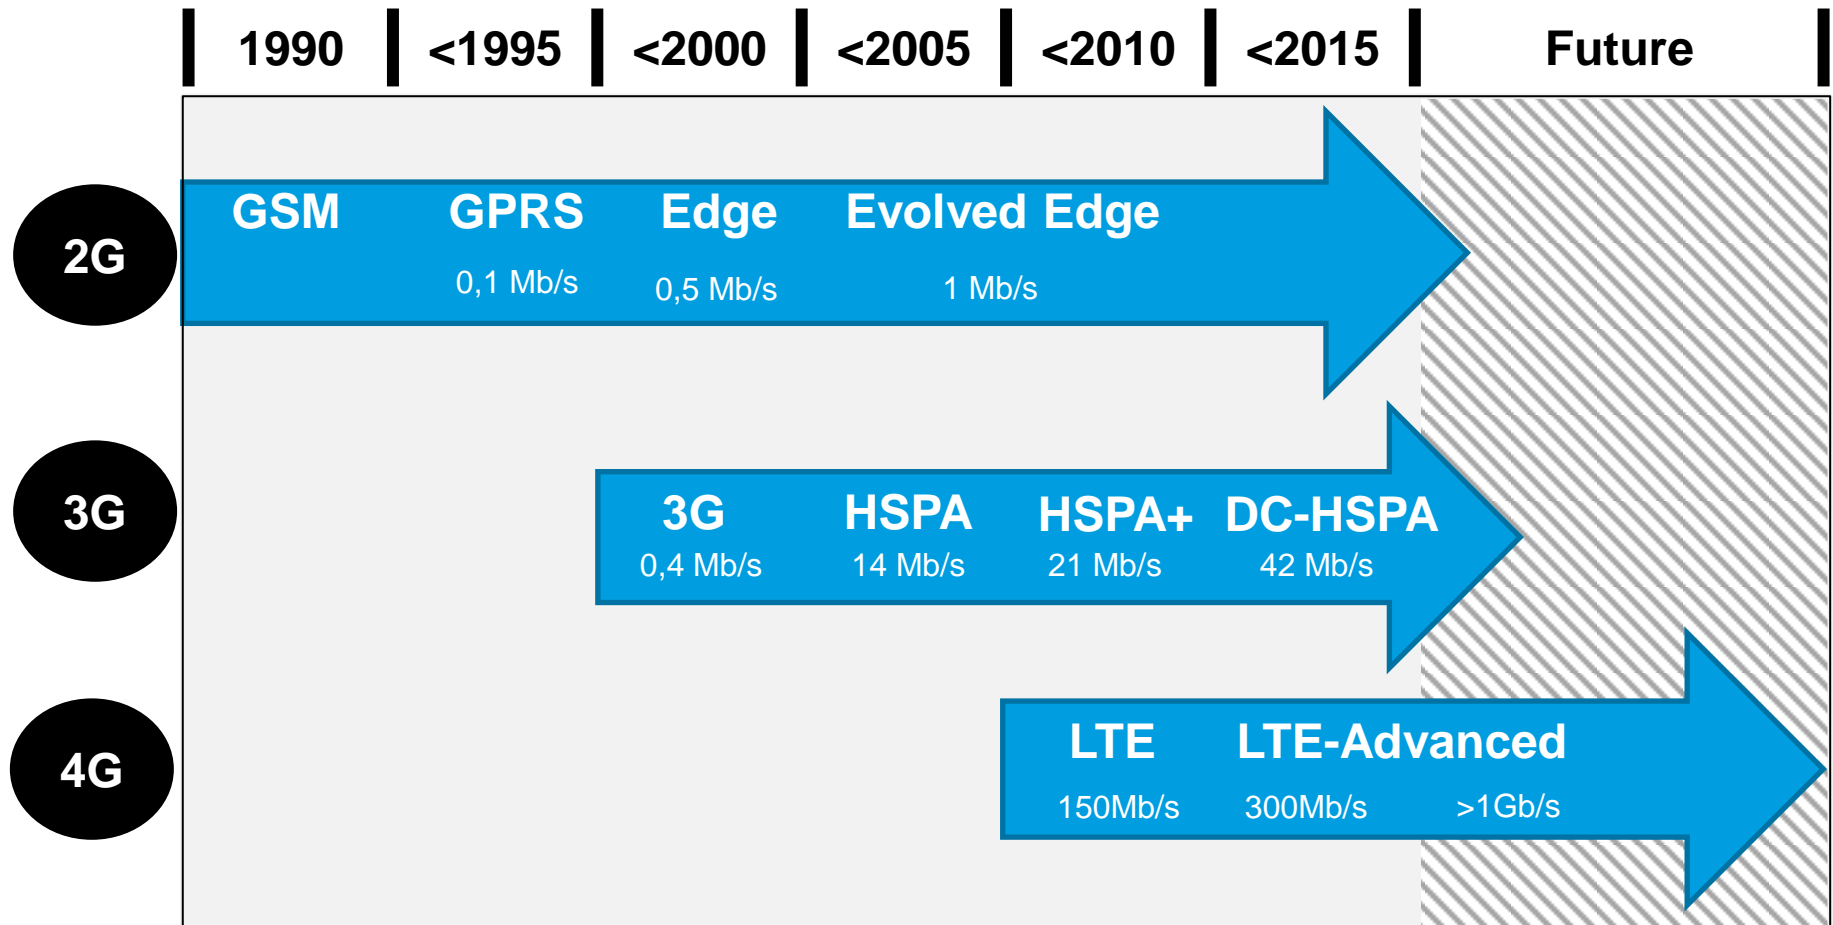 1990 <1995 <2000 <2005 <2010 <2015 Future
2G
GSM GPRS Edge Evolved Edge
0,1 Mb/s 0,5 Mb/s 1 Mb/s
3G
3G HSPA HSPA+ DC-HSPA
0,4 Mb/s 14 Mb/s 21 Mb/s 42 Mb/s
4G
LTE LTE-Advanced
150Mb/s 300Mb/s >1Gb/s